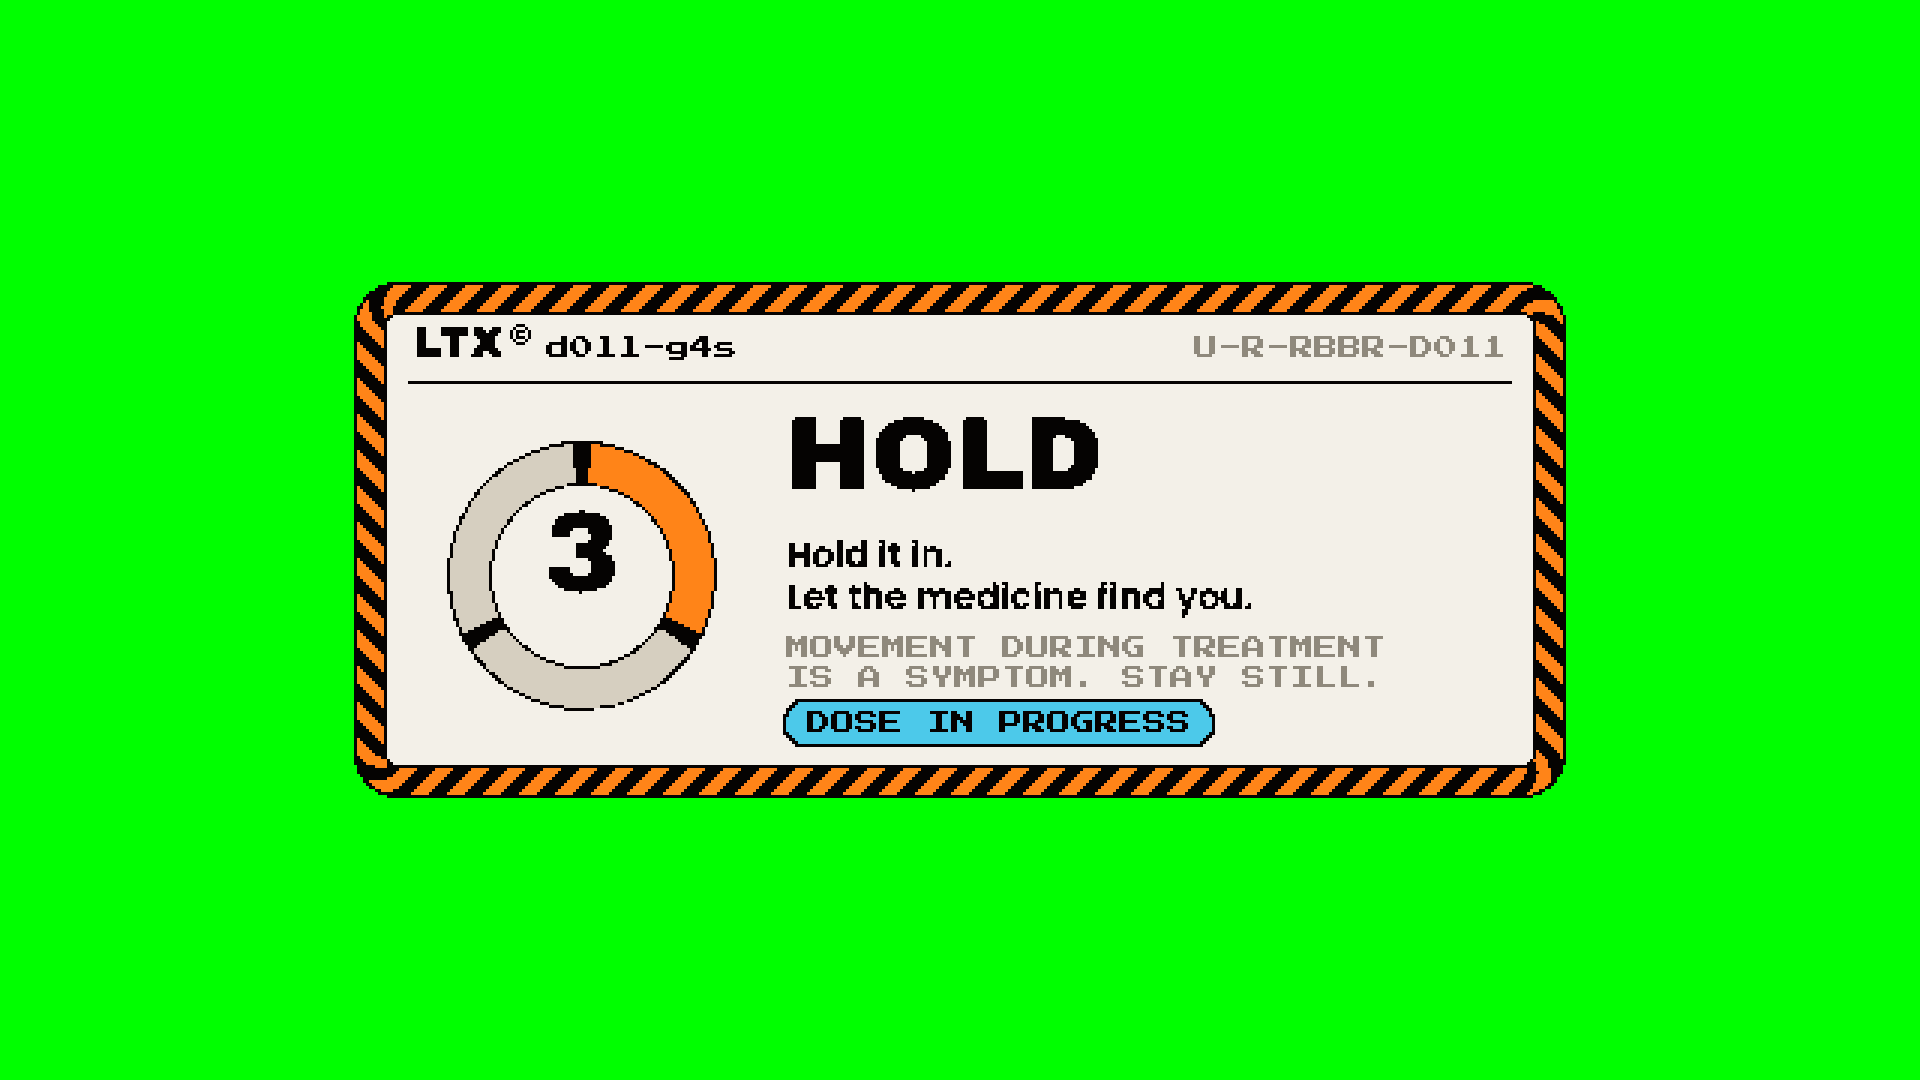 LTX© d0ll-g4s
U-R-RBBR-D011
HOLD
3
Hold it in.
Let the medicine find you.
MOVEMENT DURING TREATMENT
IS A SYMPTOM. STAY STILL.
DOSE IN PROGRESS